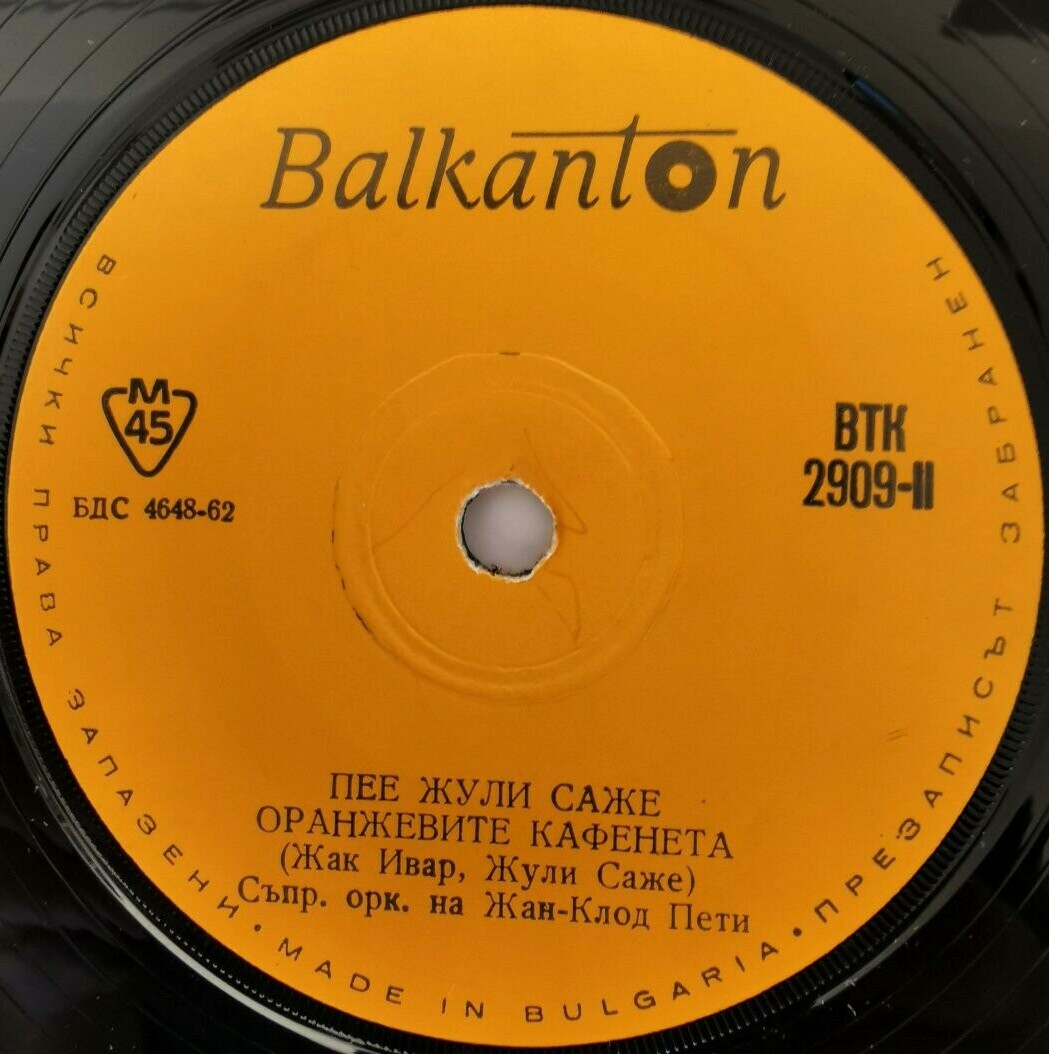 Balkanton
ВСИЧКИ ПРАВА ЗАПАЗЕНИ • MADE IN BULGARIA • ПРЕЗАПИСЪТ ЗАБРАНЕН
М
45
БДС 4648-62
ВТК
2909-II
ПЕЕ ЖУЛИ САЖЕ
ОРАНЖЕВИТЕ КАФЕНЕТА
(Жак Ивар, Жули Саже)
Съпр. орк. на Жан-Клод Пети